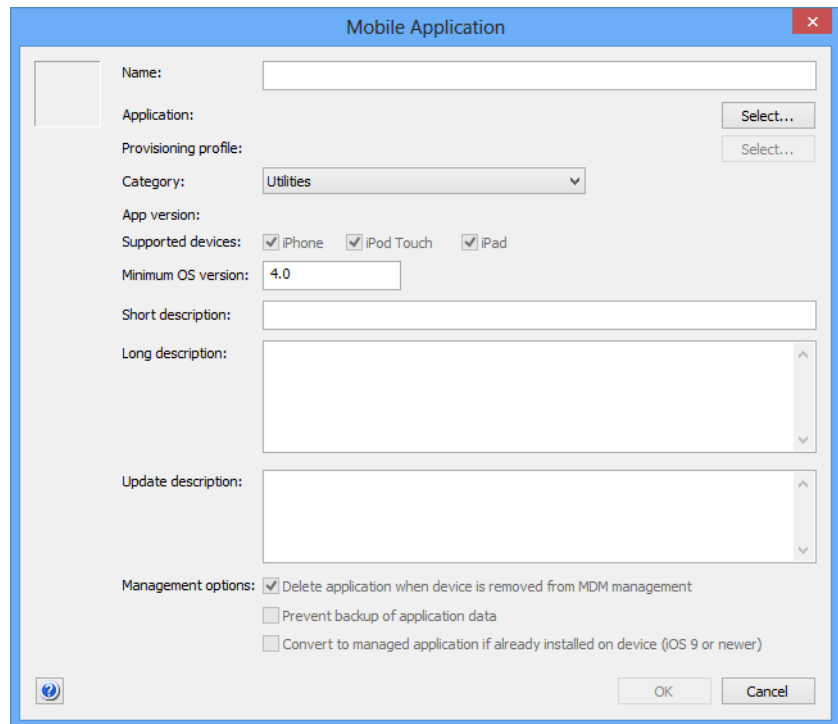 Mobile Application
Name:
Application: Select...
Provisioning profile: Select...
Category: Utilities
App version:
Supported devices: iPhone iPod Touch iPad
Minimum OS version: 4.0
Short description:
Long description:
Update description:
Management options: Delete application when device is removed from MDM management
Prevent backup of application data
Convert to managed application if already installed on device (iOS 9 or newer)
? OK Cancel